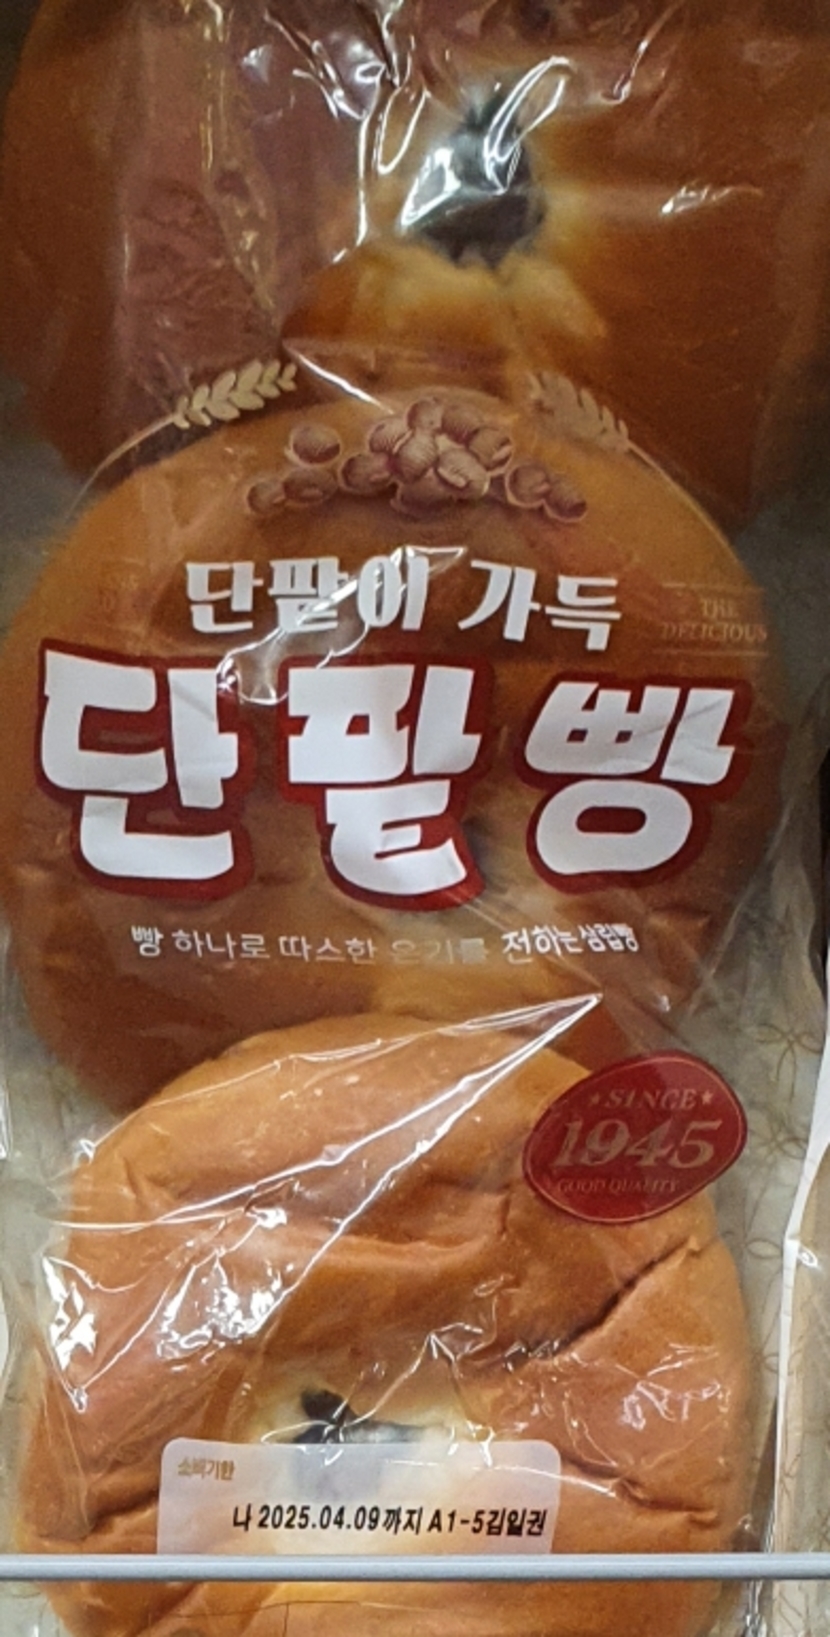 단팥이 가득
THE
DELICIOUS
단팥빵
빵 하나로 따스한 온기를 전하는 삼립빵
★SINCE★
1945
GOOD QUALITY
소비기한
나 2025.04.09까지 A1-5김일권